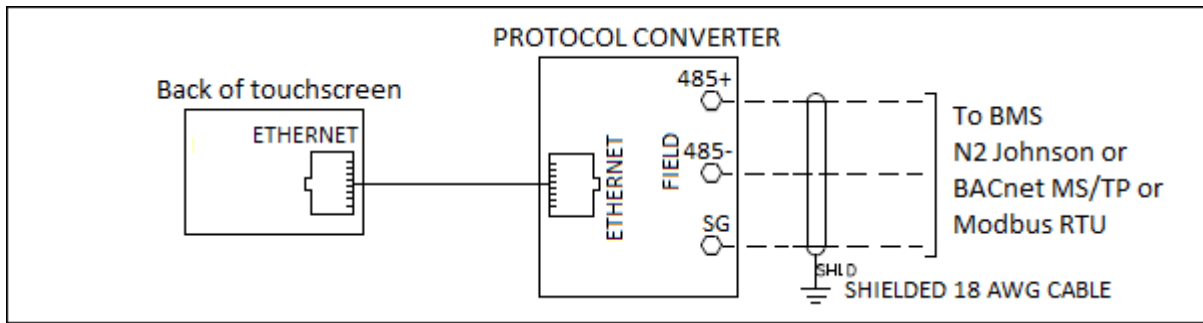 PROTOCOL CONVERTER
Back of touchscreen
ETHERNET
ETHERNET
FIELD
485+
485-
SG
To BMS
N2 Johnson or
BACnet MS/TP or
Modbus RTU
SHLD
SHIELDED 18 AWG CABLE